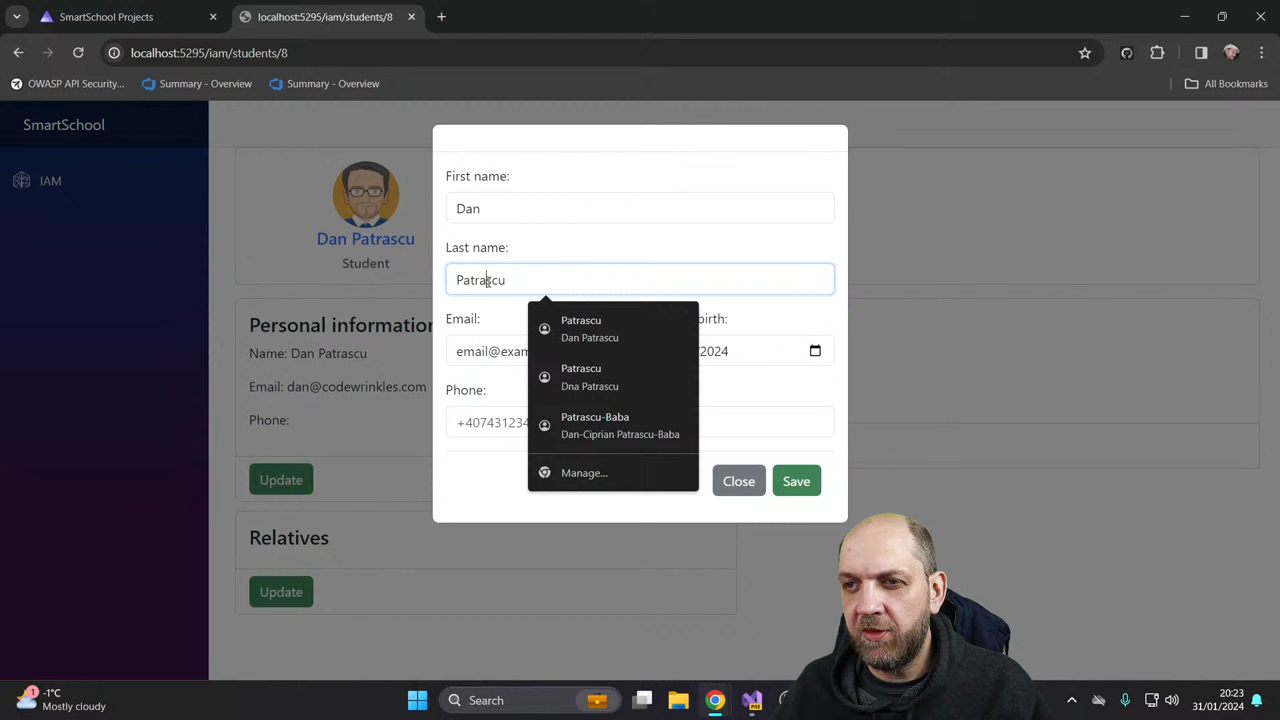 SmartSchool Projects
localhost:5295/iam/students/8
localhost:5295/iam/students/8
OWASP API Security...
Summary - Overview
Summary - Overview
All Bookmarks
SmartSchool
IAM
Dan Patrascu
Student
Personal information
Name: Dan Patrascu
Email: dan@codewrinkles.com
Phone:
Update
Relatives
Update
First name:
Dan
Last name:
Patrascu
Email:
birth:
email@exam
/2024
Phone:
+40743123
Patrascu
Dan Patrascu
Patrascu
Dna Patrascu
Patrascu-Baba
Dan-Ciprian Patrascu-Baba
Manage...
Close
Save
1
-1°C
Mostly cloudy
Search
PRE
20:23
31/01/2024